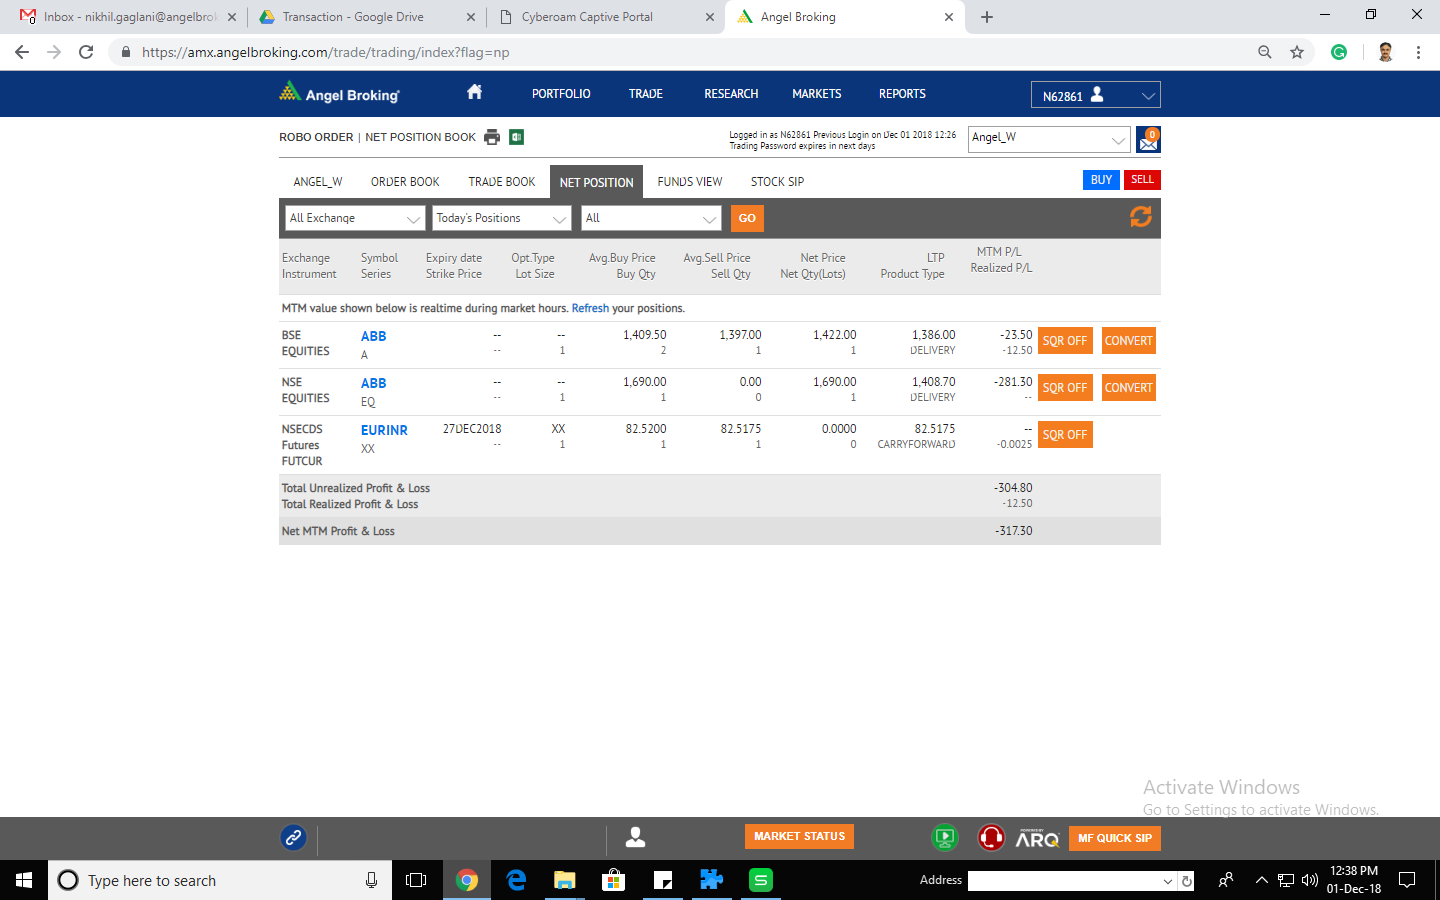 Inbox - nikhil.gaglani@angelbrok
Transaction - Google Drive
Cyberoam Captive Portal
Angel Broking
https://amx.angelbroking.com/trade/trading/index?flag=np
Angel Broking
PORTFOLIO TRADE RESEARCH MARKETS REPORTS
N62861
ROBO ORDER | NET POSITION BOOK
Logged in as N62861 Previous Login on Dec 01 2018 12:26
Trading Password expires in next days
Angel_W
0
ANGEL_W ORDER BOOK TRADE BOOK NET POSITION FUNDS VIEW STOCK SIP
BUY SELL
All Exchange Today's Positions All GO
Exchange Symbol Expiry date Opt.Type Avg.Buy Price Avg.Sell Price Net Price LTP MTM P/L
Instrument Series Strike Price Lot Size Buy Qty Sell Qty Net Qty(Lots) Product Type Realized P/L
MTM value shown below is realtime during market hours. Refresh your positions.
BSE ABB -- -- 1,409.50 1,397.00 1,422.00 1,386.00 -23.50 SQR OFF CONVERT
EQUITIES A -- 1 2 1 1 DELIVERY -12.50
NSE ABB -- -- 1,690.00 0.00 1,690.00 1,408.70 -281.30 SQR OFF CONVERT
EQUITIES EQ -- 1 1 0 1 DELIVERY --
NSECDS EURINR 27DEC2018 XX 82.5200 82.5175 0.0000 82.5175 -- SQR OFF
Futures XX -- 1 1 1 0 CARRYFORWARD -0.0025
FUTCUR
Total Unrealized Profit & Loss -304.80
Total Realized Profit & Loss -12.50
Net MTM Profit & Loss -317.30
Activate Windows
Go to Settings to activate Windows.
MARKET STATUS
POWERED BY
ARQ
MF QUICK SIP
Type here to search
Address
12:38 PM
01-Dec-18